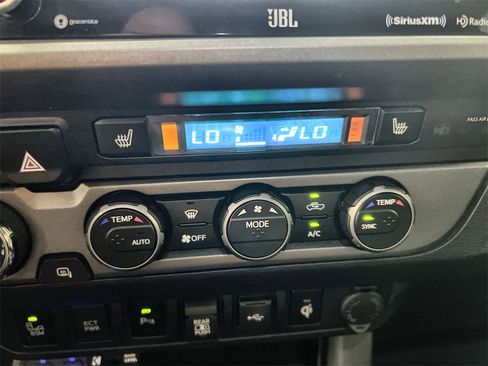 gracenote
JBL
((SiriusXM))
HD Radio
PASS AIR
LO LO
TEMP
AUTO
OFF
MODE
A/C
TEMP
SYNC
BSM
ECT
PWR
REAR
PUSH